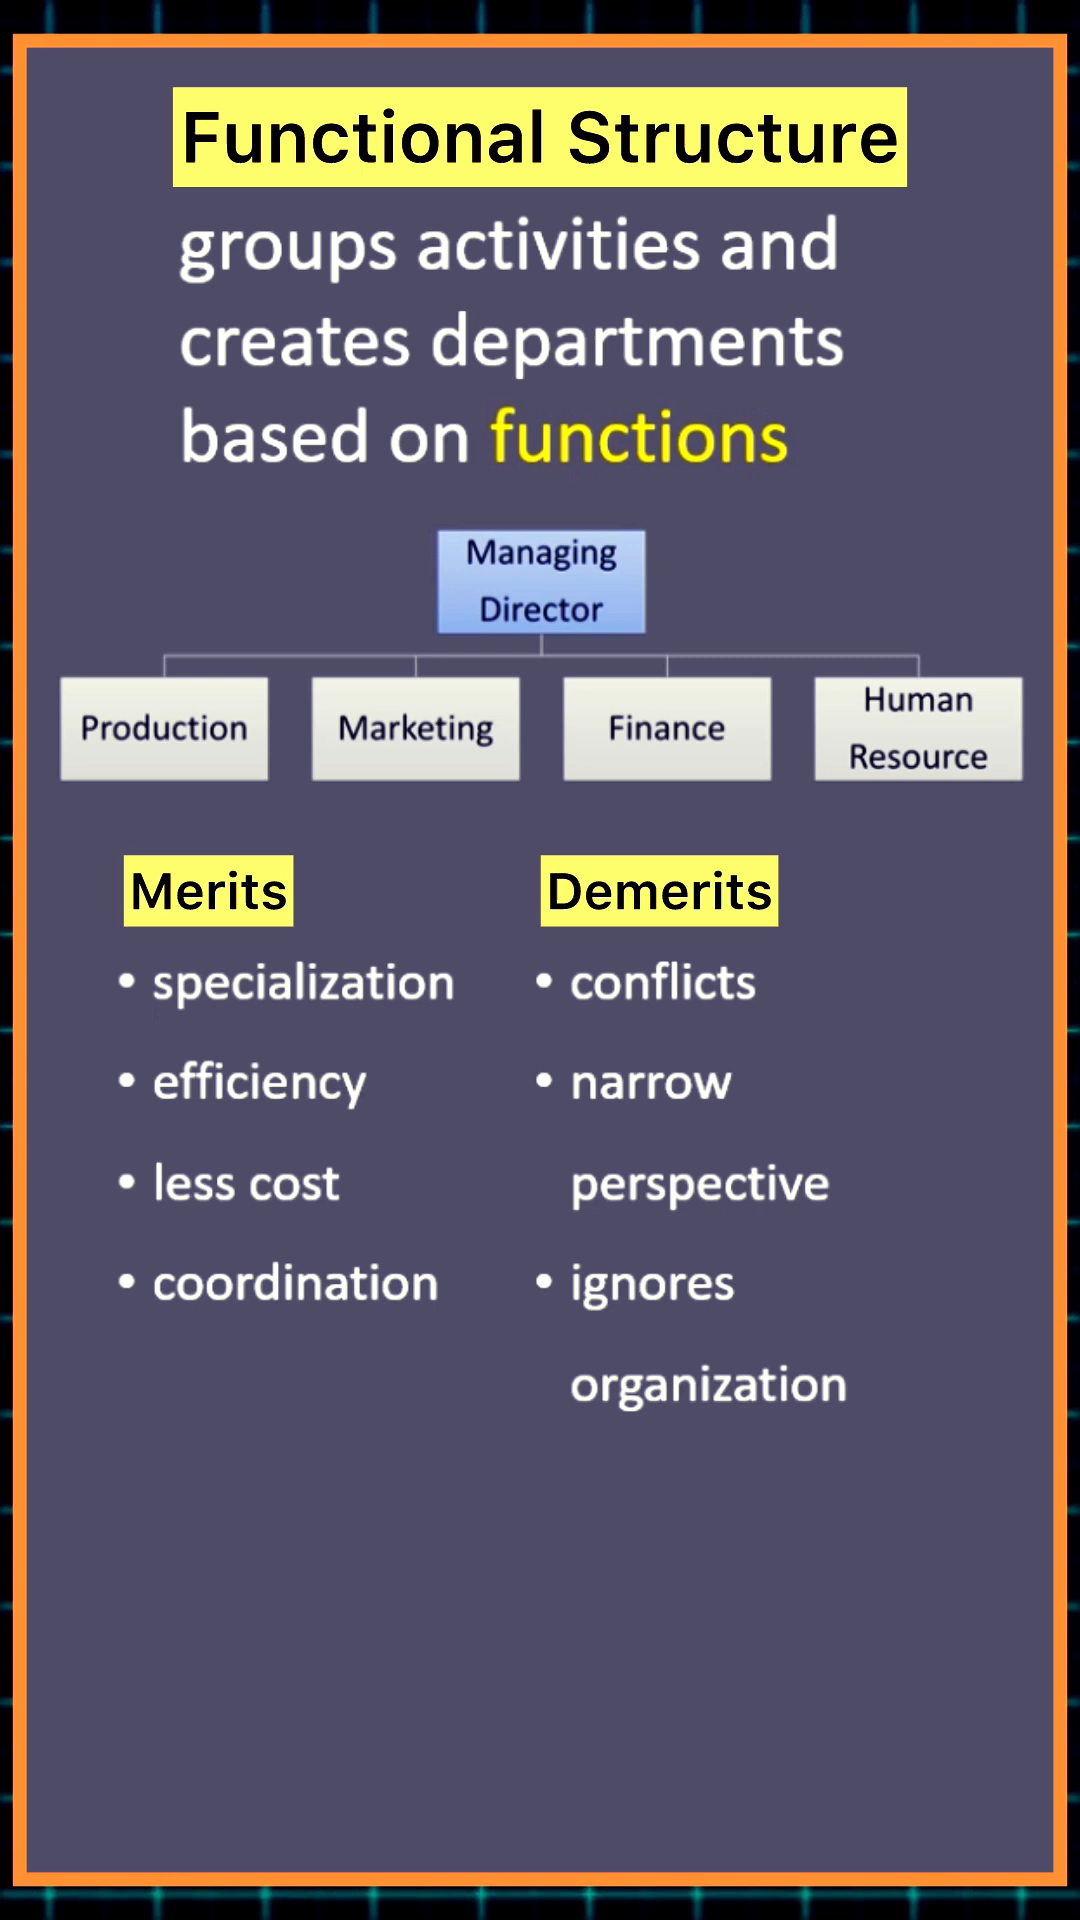 Functional Structure
groups activities and
creates departments
based on functions
Managing
Director
Production
Marketing
Finance
Human
Resource
Merits
• specialization
• efficiency
• less cost
• coordination
Demerits
• conflicts
• narrow
perspective
• ignores
organization